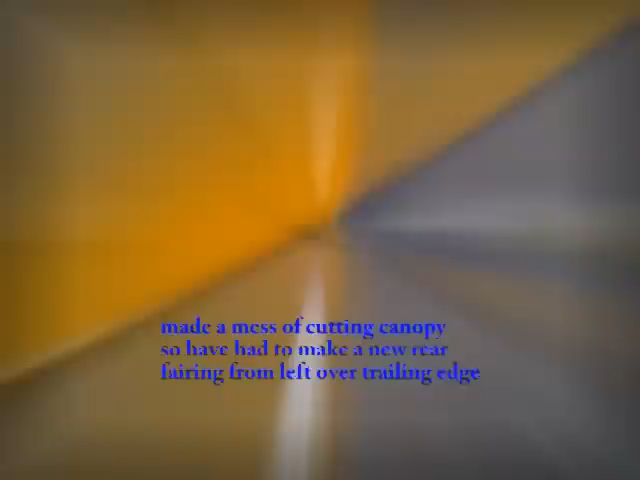 made a mess of cutting canopy
so have had to make a new rear
fairing from left over trailing edge